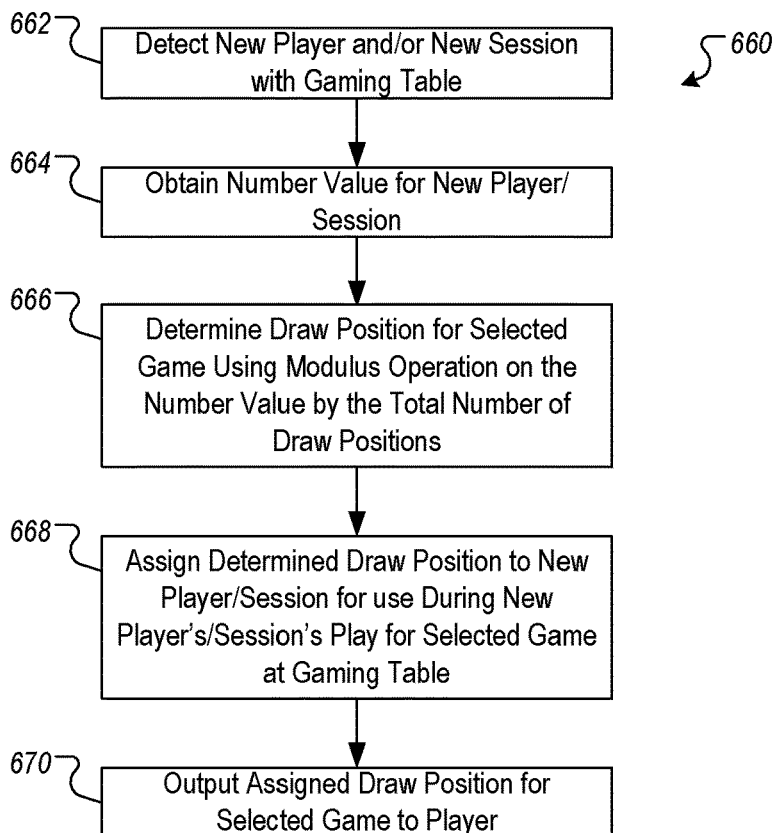 662
Detect New Player and/or New Session
with Gaming Table
660
664
Obtain Number Value for New Player/
Session
666
Determine Draw Position for Selected
Game Using Modulus Operation on the
Number Value by the Total Number of
Draw Positions
668
Assign Determined Draw Position to New
Player/Session for use During New
Player's/Session's Play for Selected Game
at Gaming Table
670
Output Assigned Draw Position for
Selected Game to Player